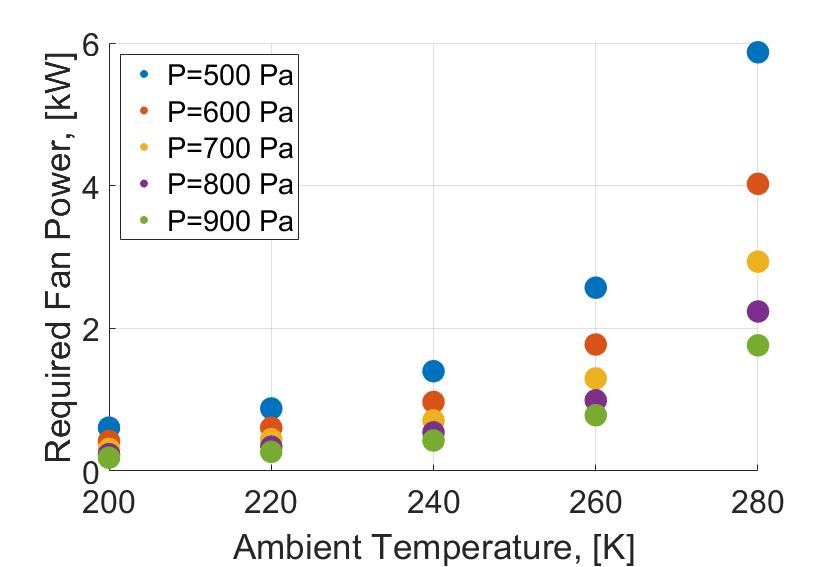 Required Fan Power, [kW]
6
4
2
0
P=500 Pa
P=600 Pa
P=700 Pa
P=800 Pa
P=900 Pa
200 220 240 260 280
Ambient Temperature, [K]